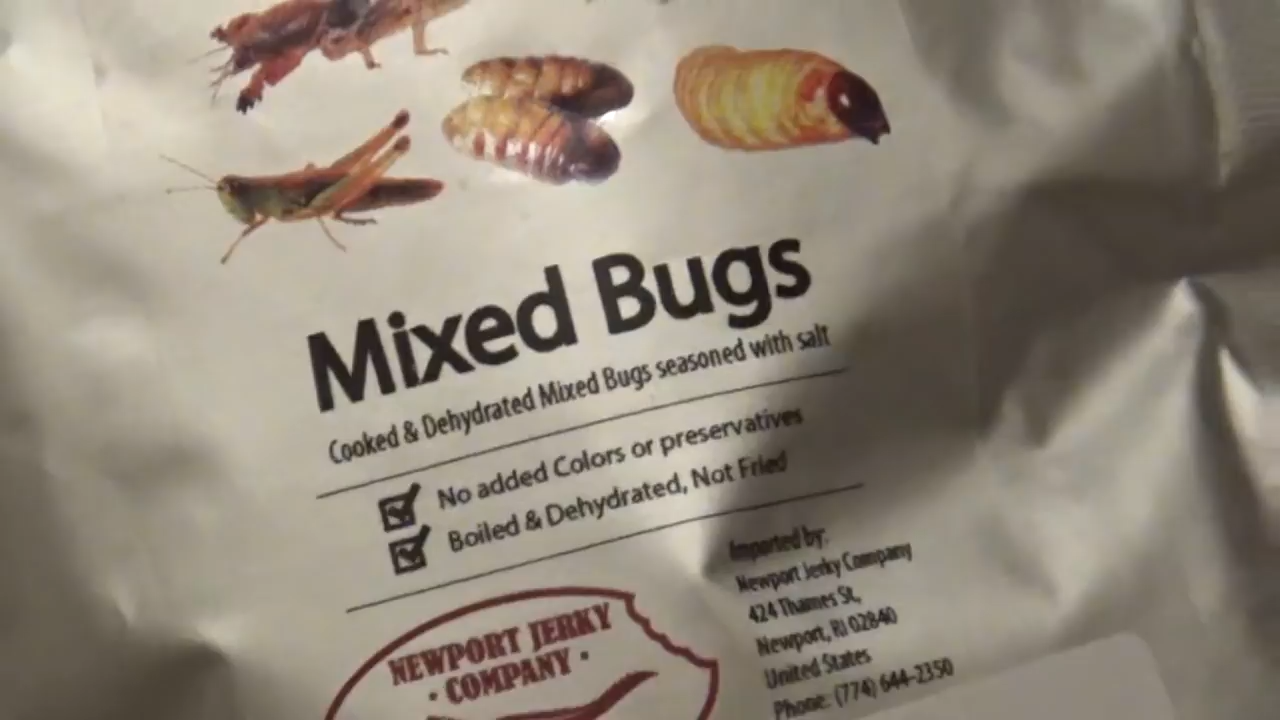 Mixed Bugs
Cooked & Dehydrated Mixed Bugs seasoned with salt
No added Colors or preservatives
Boiled & Dehydrated, Not Fried
Imported by:
Newport Jerky Company
424 Thames St,
Newport, RI 02840
United States
Phone: (774) 644-2350
NEWPORT JERKY
· COMPANY ·